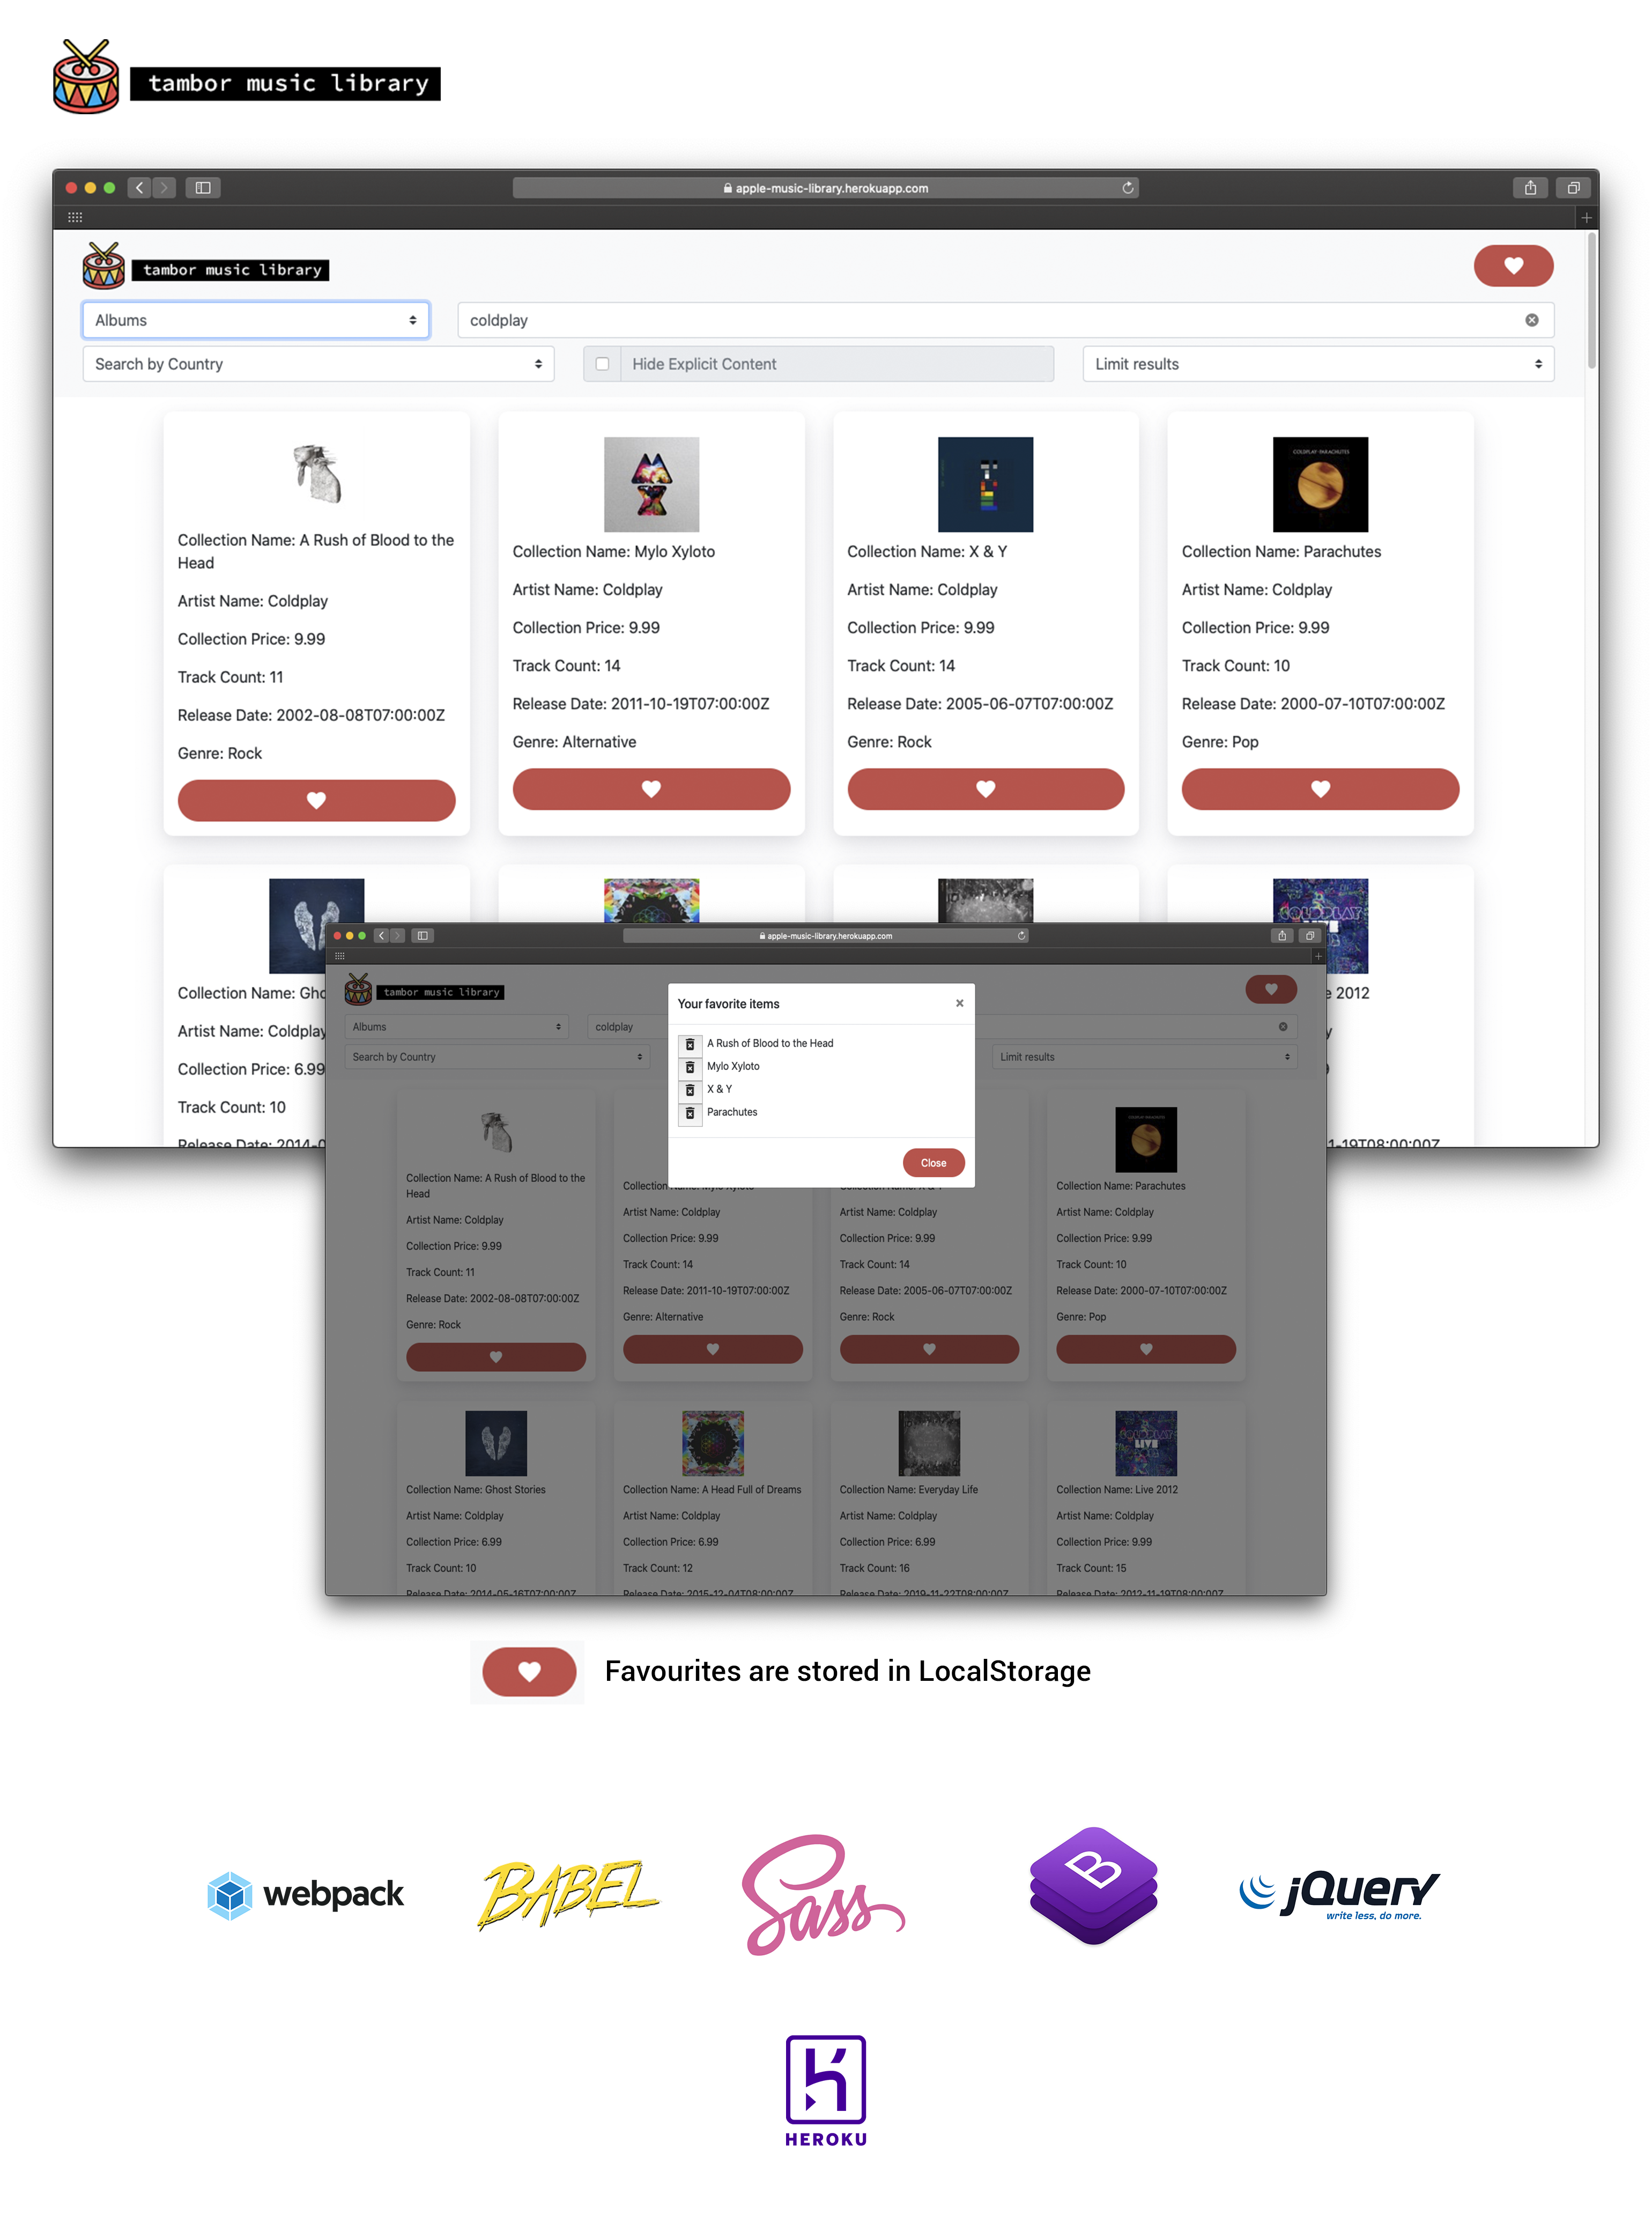 tambor music library
apple-music-library.herokuapp.com
tambor music library
Albums
coldplay
Search by Country
Hide Explicit Content
Limit results
Collection Name: A Rush of Blood to the
Head
Artist Name: Coldplay
Collection Price: 9.99
Track Count: 11
Release Date: 2002-08-08T07:00:00Z
Genre: Rock
Collection Name: Mylo Xyloto
Artist Name: Coldplay
Collection Price: 9.99
Track Count: 14
Release Date: 2011-10-19T07:00:00Z
Genre: Alternative
Collection Name: X & Y
Artist Name: Coldplay
Collection Price: 9.99
Track Count: 14
Release Date: 2005-06-07T07:00:00Z
Genre: Rock
COLDPLAY PARACHUTES
Collection Name: Parachutes
Artist Name: Coldplay
Collection Price: 9.99
Track Count: 10
Release Date: 2000-07-10T07:00:00Z
Genre: Pop
Collection Name: Gho
Artist Name: Coldplay
Collection Price: 6.99
Track Count: 10
Release Date: 2014-0
COLDPLAY
LIVE
e 2012
y
9
1-19T08:00:00Z
apple-music-library.herokuapp.com
tambor music library
Albums
coldplay
Search by Country
Limit results
Your favorite items
×
A Rush of Blood to the Head
Mylo Xyloto
X & Y
Parachutes
Close
Collection Name: A Rush of Blood to the
Head
Artist Name: Coldplay
Collection Price: 9.99
Track Count: 11
Release Date: 2002-08-08T07:00:00Z
Genre: Rock
Collection Name: Mylo Xyloto
Artist Name: Coldplay
Collection Price: 9.99
Track Count: 14
Release Date: 2011-10-19T07:00:00Z
Genre: Alternative
Collection Name: X & Y
Artist Name: Coldplay
Collection Price: 9.99
Track Count: 14
Release Date: 2005-06-07T07:00:00Z
Genre: Rock
COLDPLAY PARACHUTES
Collection Name: Parachutes
Artist Name: Coldplay
Collection Price: 9.99
Track Count: 10
Release Date: 2000-07-10T07:00:00Z
Genre: Pop
Collection Name: Ghost Stories
Artist Name: Coldplay
Collection Price: 6.99
Track Count: 10
Release Date: 2014-05-16T07:00:00Z
Collection Name: A Head Full of Dreams
Artist Name: Coldplay
Collection Price: 6.99
Track Count: 12
Release Date: 2015-12-04T08:00:00Z
Collection Name: Everyday Life
Artist Name: Coldplay
Collection Price: 6.99
Track Count: 16
Release Date: 2019-11-22T08:00:00Z
COLDPLAY
LIVE
Collection Name: Live 2012
Artist Name: Coldplay
Collection Price: 9.99
Track Count: 15
Release Date: 2012-11-19T08:00:00Z
Favourites are stored in LocalStorage
webpack
BABEL
Sass
B
jQuery
write less, do more.
HEROKU